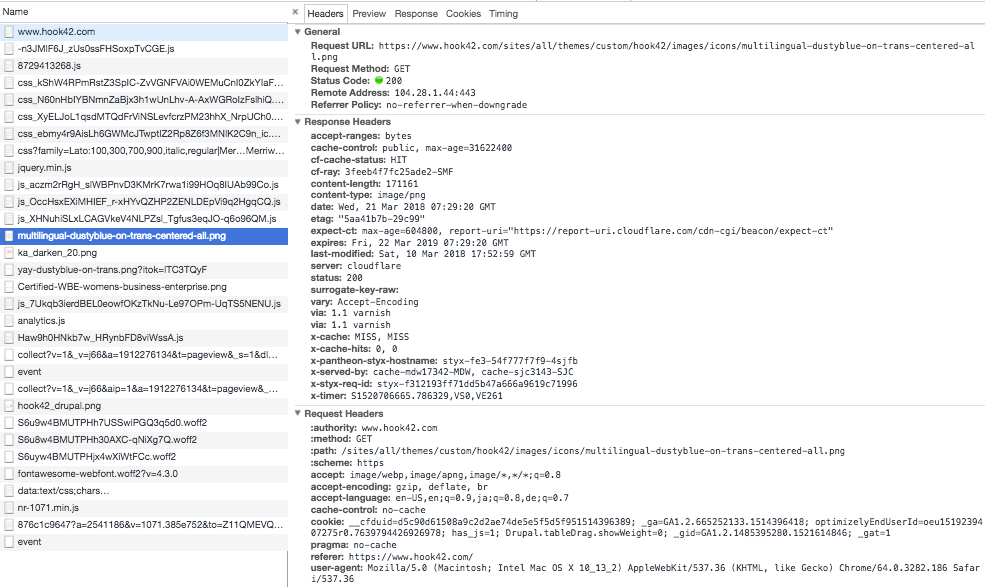 Name
www.hook42.com
-n3JMIF6J_zUs0ssFHSoxpTvCGE.js
8729413268.js
css_kShW4RPmRstZ3SpIC-ZvVGNFVAi0WEMuCnI0ZkYIaF…
css_N60nHbIYBNmnZaBjx3h1wUnLhv-A-AxWGRoIzFslhiQ…
css_XyELJoL1qsdMTQdFrViNSLevfcrzPM23hhX_NrpUCh0…
css_ebmy4r9AisLh6GWMcJTwptlZ2Rp8Z6f3MNIK2C9n_ic…
css?family=Lato:100,300,700,900,italic,regular|Mer…Merriw…
jquery.min.js
js_aczm2rRgH_slWBPnvD3KMrK7rwa1i99HOq8IUAb99Co.js
js_OccHsxEXiMHIEF_r-xHYvQZHP2ZENLDEpVi9q2HgqCQ.js
js_XHNuhiSLxLCAGVkeV4NLPZsl_Tgfus3eqJO-q6o96QM.js
multilingual-dustyblue-on-trans-centered-all.png
ka_darken_20.png
yay-dustyblue-on-trans.png?itok=lTC3TQyF
Certified-WBE-womens-business-enterprise.png
js_7Ukqb3ierdBEL0eowfOKzTkNu-Le97OPm-UqTS5NENU.js
analytics.js
Haw9h0HNkb7w_HRynbFD8viWssA.js
collect?v=1&_v=j66&a=1912276134&t=pageview&_s=1&dl…
event
collect?v=1&_v=j66&aip=1&a=1912276134&t=pageview&_…
hook42_drupal.png
S6u9w4BMUTPHh7USSwiPGQ3q5d0.woff2
S6u8w4BMUTPHh30AXC-qNiXg7Q.woff2
S6uyw4BMUTPHjx4wXiWtFCc.woff2
fontawesome-webfont.woff2?v=4.3.0
data:text/css;chars…
nr-1071.min.js
876c1c9647?a=2541186&v=1071.385e752&to=Z11QMEVQ…
event
× Headers Preview Response Cookies Timing
General
Request URL: https://www.hook42.com/sites/all/themes/custom/hook42/images/icons/multilingual-dustyblue-on-trans-centered-al
l.png
Request Method: GET
Status Code: 200
Remote Address: 104.28.1.44:443
Referrer Policy: no-referrer-when-downgrade
Response Headers
accept-ranges: bytes
cache-control: public, max-age=31622400
cf-cache-status: HIT
cf-ray: 3feeb4f7fc25ade2-SMF
content-length: 171161
content-type: image/png
date: Wed, 21 Mar 2018 07:29:20 GMT
etag: "5aa41b7b-29c99"
expect-ct: max-age=604800, report-uri="https://report-uri.cloudflare.com/cdn-cgi/beacon/expect-ct"
expires: Fri, 22 Mar 2019 07:29:20 GMT
last-modified: Sat, 10 Mar 2018 17:52:59 GMT
server: cloudflare
status: 200
surrogate-key-raw:
vary: Accept-Encoding
via: 1.1 varnish
via: 1.1 varnish
x-cache: MISS, MISS
x-cache-hits: 0, 0
x-pantheon-styx-hostname: styx-fe3-54f777f7f9-4sjfb
x-served-by: cache-mdw17342-MDW, cache-sjc3143-SJC
x-styx-req-id: styx-f312193ff71dd5b47a666a9619c71996
x-timer: S1520706665.786329,VS0,VE261
Request Headers
:authority: www.hook42.com
:method: GET
:path: /sites/all/themes/custom/hook42/images/icons/multilingual-dustyblue-on-trans-centered-all.png
:scheme: https
accept: image/webp,image/apng,image/*,*/*;q=0.8
accept-encoding: gzip, deflate, br
accept-language: en-US,en;q=0.9,ja;q=0.8,de;q=0.7
cache-control: no-cache
cookie: __cfduid=d5c90d61508a9c2d2ae74de5e5f5d5f951514396389; _ga=GA1.2.665252133.1514396418; optimizelyEndUserId=oeu15192394
07275r0.7639794426926978; has_js=1; Drupal.tableDrag.showWeight=0; _gid=GA1.2.1485395280.1521614846; _gat=1
pragma: no-cache
referer: https://www.hook42.com/
user-agent: Mozilla/5.0 (Macintosh; Intel Mac OS X 10_13_2) AppleWebKit/537.36 (KHTML, like Gecko) Chrome/64.0.3282.186 Safar
i/537.36